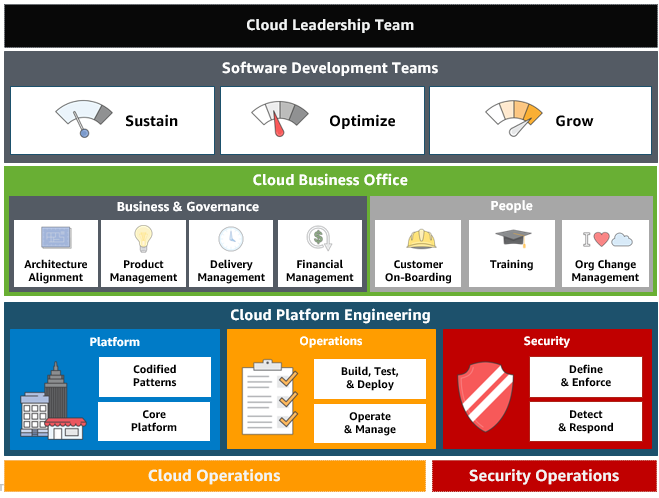 Cloud Leadership Team
Software Development Teams
Sustain
Optimize
Grow
Cloud Business Office
Business & Governance
People
Architecture
Alignment
Product
Management
Delivery
Management
Financial
Management
Customer
On-Boarding
Training
I
Org Change
Management
Cloud Platform Engineering
Platform
Codified
Patterns
Core
Platform
Operations
Build, Test,
& Deploy
Operate
& Manage
Security
Define
& Enforce
Detect
& Respond
Cloud Operations
Security Operations